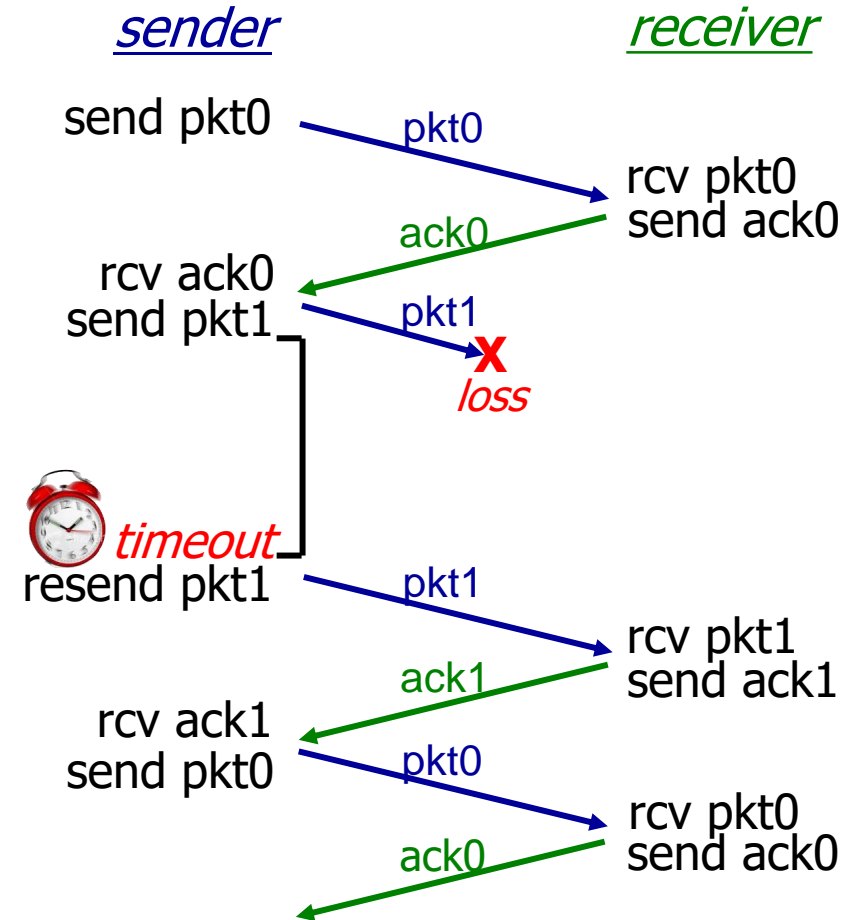 sender
receiver
send pkt0
pkt0
rcv pkt0
send ack0
ack0
rcv ack0
send pkt1
pkt1
X
loss
timeout
resend pkt1
pkt1
rcv pkt1
send ack1
ack1
rcv ack1
send pkt0
pkt0
rcv pkt0
send ack0
ack0